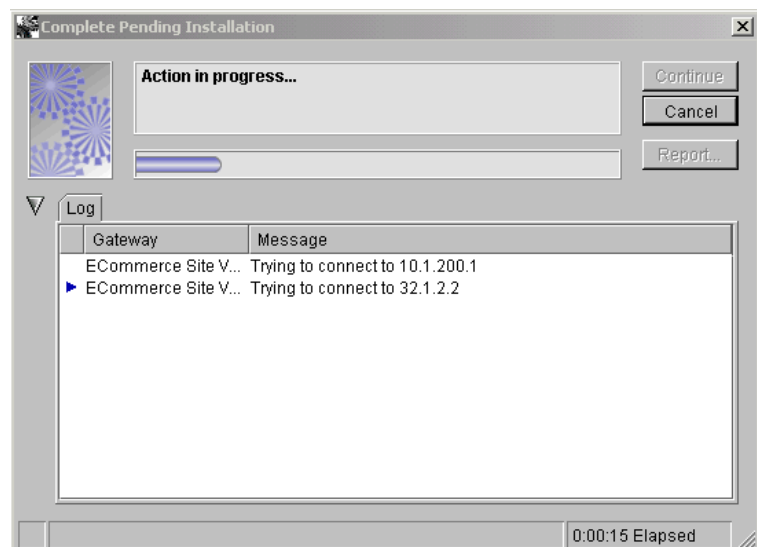 Complete Pending Installation
Action in progress...
Continue
Cancel
Report...
Log
Gateway Message
ECommerce Site V... Trying to connect to 10.1.200.1
ECommerce Site V... Trying to connect to 32.1.2.2
0:00:15 Elapsed